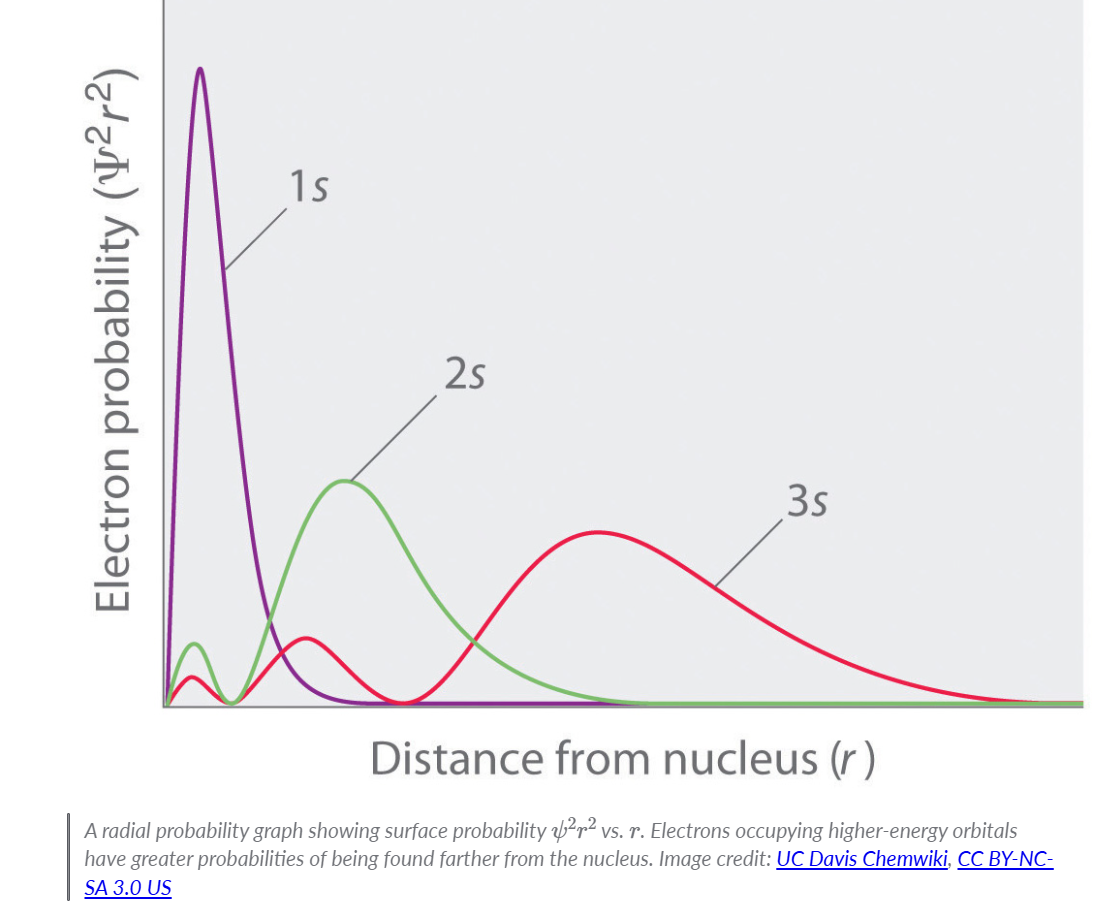 Electron probability (Ψ²r²)
1s
2s
3s
Distance from nucleus (r)
A radial probability graph showing surface probability ψ²r² vs. r. Electrons occupying higher-energy orbitals
have greater probabilities of being found farther from the nucleus. Image credit: UC Davis Chemwiki, CC BY-NC-
SA 3.0 US